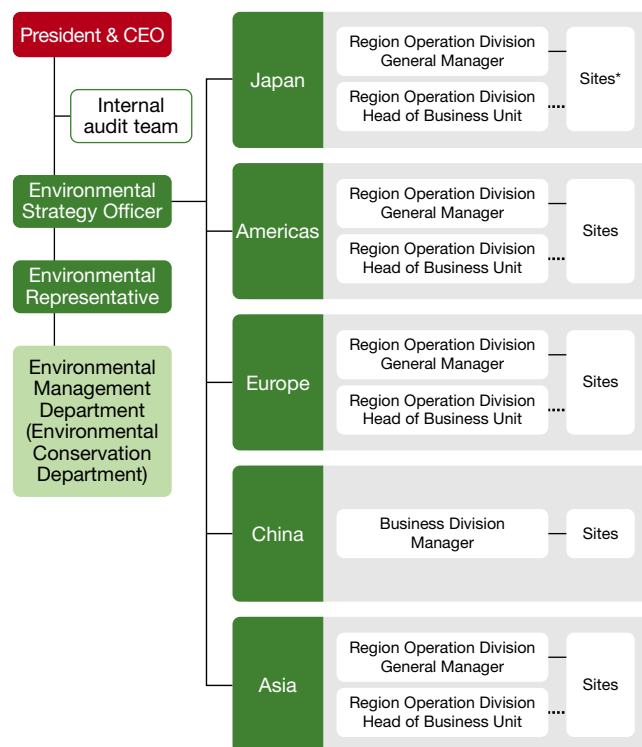 President & CEO
Internal
audit team
Environmental
Strategy Officer
Environmental
Representative
Environmental
Management
Department
(Environmental
Conservation
Department)
Japan
Region Operation Division
General Manager
Region Operation Division
Head of Business Unit
Sites*
Americas
Region Operation Division
General Manager
Region Operation Division
Head of Business Unit
Sites
Europe
Region Operation Division
General Manager
Region Operation Division
Head of Business Unit
Sites
China
Business Division
Manager
Sites
Asia
Region Operation Division
General Manager
Region Operation Division
Head of Business Unit
Sites